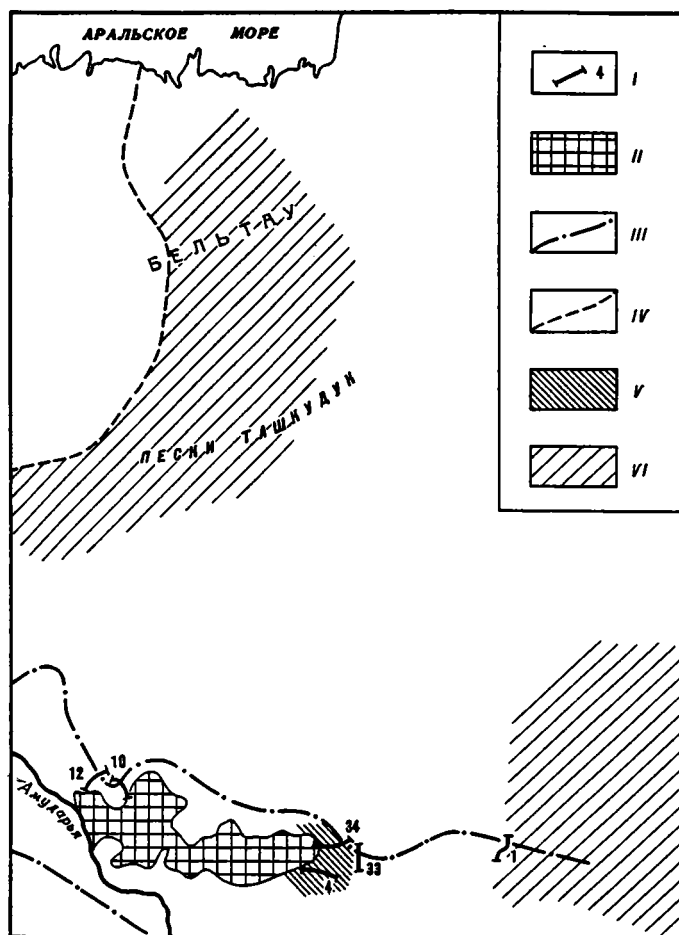 АРАЛЬСКОЕ МОРЕ
4 I
II
III
БЕЛЬТАУ
IV
V
ПЕСКИ ТАШКУДУК
VI
12
10
Амударья
34
33
4
1